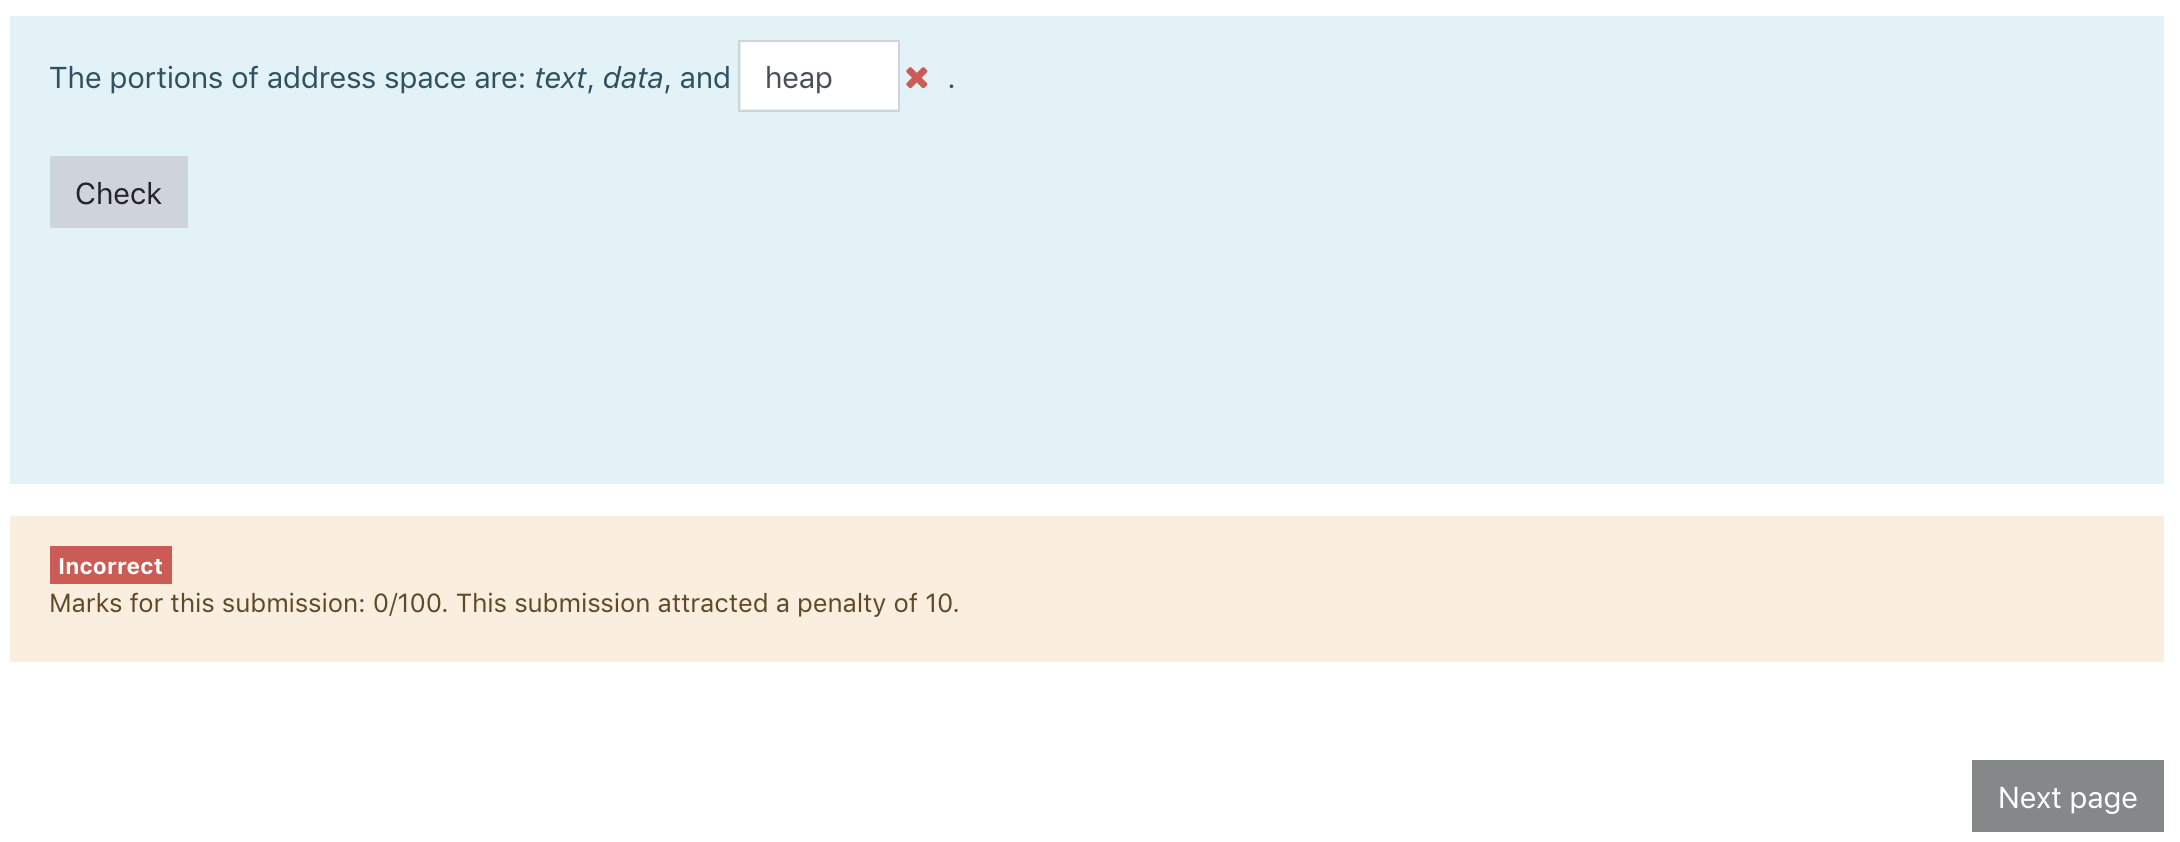 The portions of address space are: text, data, and heap ✖ .
Check
Incorrect
Marks for this submission: 0/100. This submission attracted a penalty of 10.
Next page